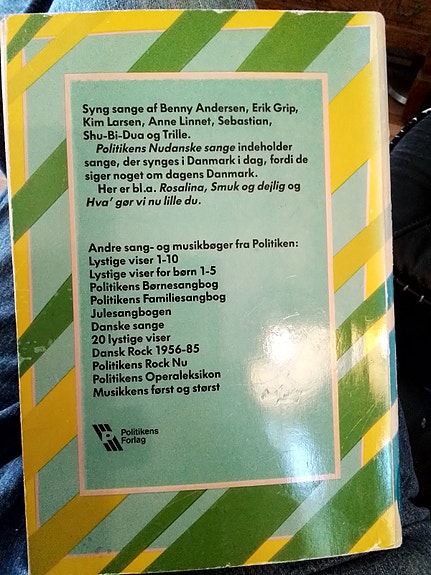 Syng sange af Benny Andersen, Erik Grip,
Kim Larsen, Anne Linnet, Sebastian,
Shu-Bi-Dua og Trille.
Politikens Nudanske sange indeholder
sange, der synges i Danmark i dag, fordi de
siger noget om dagens Danmark.
Her er bl.a. Rosalina, Smuk og dejlig og
Hva' gør vi nu lille du.
Andre sang- og musikbøger fra Politiken:
Lystige viser 1-10
Lystige viser for børn 1-5
Politikens Børnesangbog
Politikens Familiesangbog
Julesangbogen
Danske sange
20 lystige viser
Dansk Rock 1956-85
Politikens Rock Nu
Politikens Operaleksikon
Musikkens først og størst
P
Politikens
Forlag